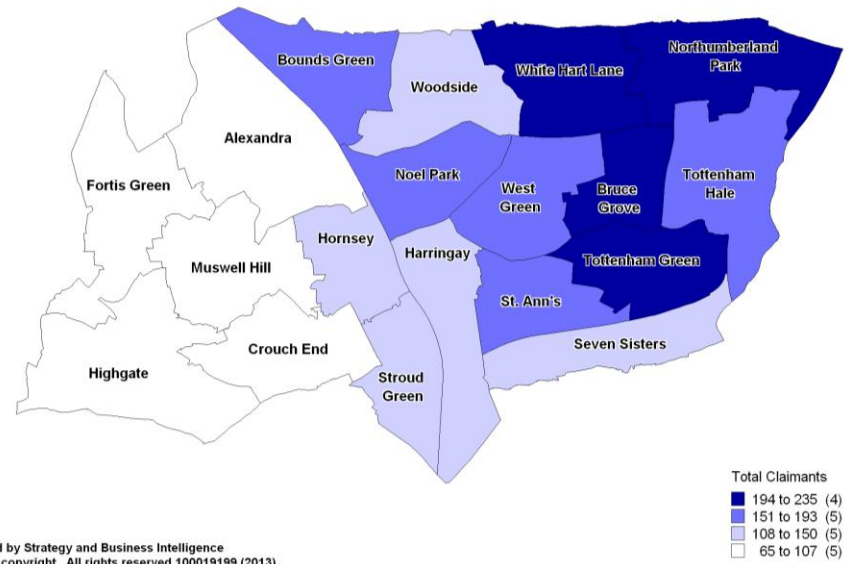 Bounds Green
Woodside
White Hart Lane
Northumberland
Park
Alexandra
Fortis Green
Noel Park
West
Green
Bruce
Grove
Tottenham
Hale
Hornsey
Harringay
Muswell Hill
Tottenham Green
St. Ann's
Seven Sisters
Crouch End
Highgate
Stroud
Green
Total Claimants
194 to 235 (4)
151 to 193 (5)
108 to 150 (5)
65 to 107 (5)
d by Strategy and Business Intelligence
copyright. All rights reserved 100019199 (2013)